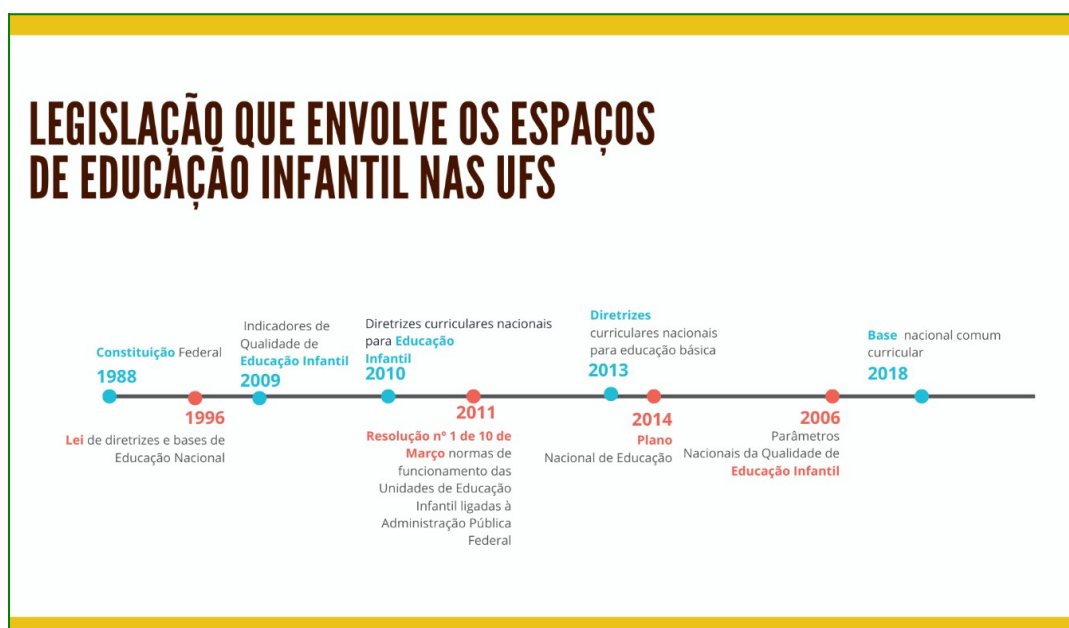 LEGISLAÇÃO QUE ENVOLVE OS ESPAÇOS
DE EDUCAÇÃO INFANTIL NAS UFS
Constituição Federal
1988
1996
Lei de diretrizes e bases de
Educação Nacional
Indicadores de
Qualidade de
Educação Infantil
2009
Diretrizes curriculares nacionais
para Educação
Infantil
2010
2011
Resolução nº 1 de 10 de
Março normas de
funcionamento das
Unidades de Educação
Infantil ligadas à
Administração Pública
Federal
Diretrizes
curriculares nacionais
para educação básica
2013
2014
Plano
Nacional de Educação
2006
Parâmetros
Nacionais da Qualidade de
Educação Infantil
Base nacional comum
curricular
2018